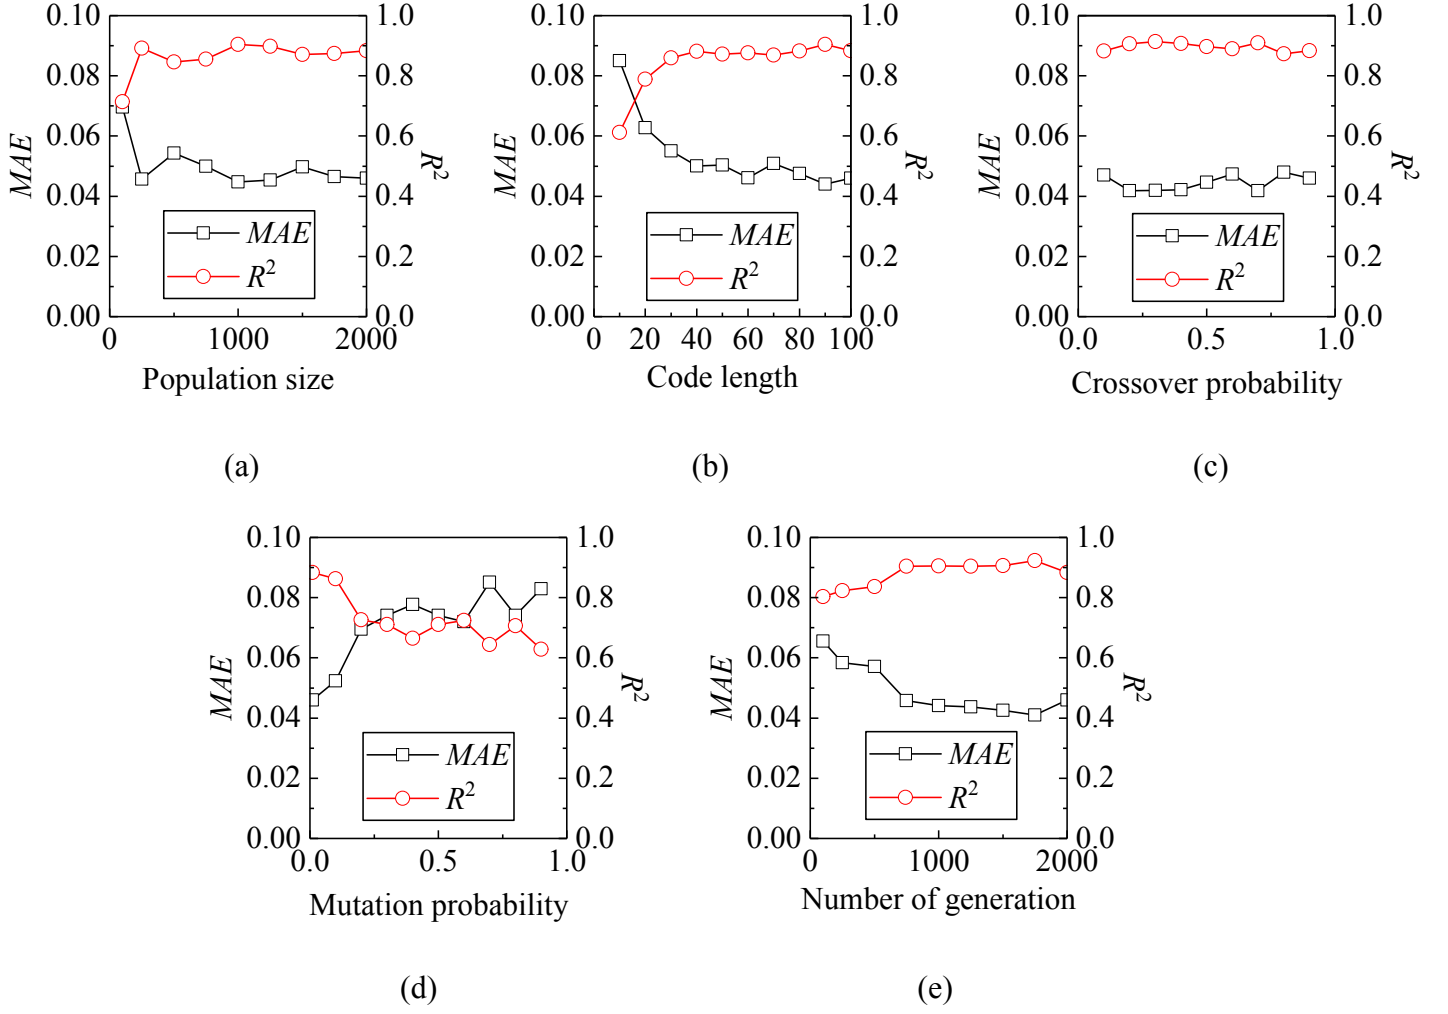 0.10
0.08
0.06
0.04
0.02
0.00
MAE
1.0
0.8
0.6
0.4
0.2
0.0
R²
MAE
R²
0 1000 2000
Population size
(a)
0.10
0.08
0.06
0.04
0.02
0.00
MAE
1.0
0.8
0.6
0.4
0.2
0.0
R²
MAE
R²
0 20 40 60 80 100
Code length
(b)
0.10
0.08
0.06
0.04
0.02
0.00
MAE
1.0
0.8
0.6
0.4
0.2
0.0
R²
MAE
R²
0.0 0.5 1.0
Crossover probability
(c)
0.10
0.08
0.06
0.04
0.02
0.00
MAE
1.0
0.8
0.6
0.4
0.2
0.0
R²
MAE
R²
0.0 0.5 1.0
Mutation probability
(d)
0.10
0.08
0.06
0.04
0.02
0.00
MAE
1.0
0.8
0.6
0.4
0.2
0.0
R²
MAE
R²
0 1000 2000
Number of generation
(e)